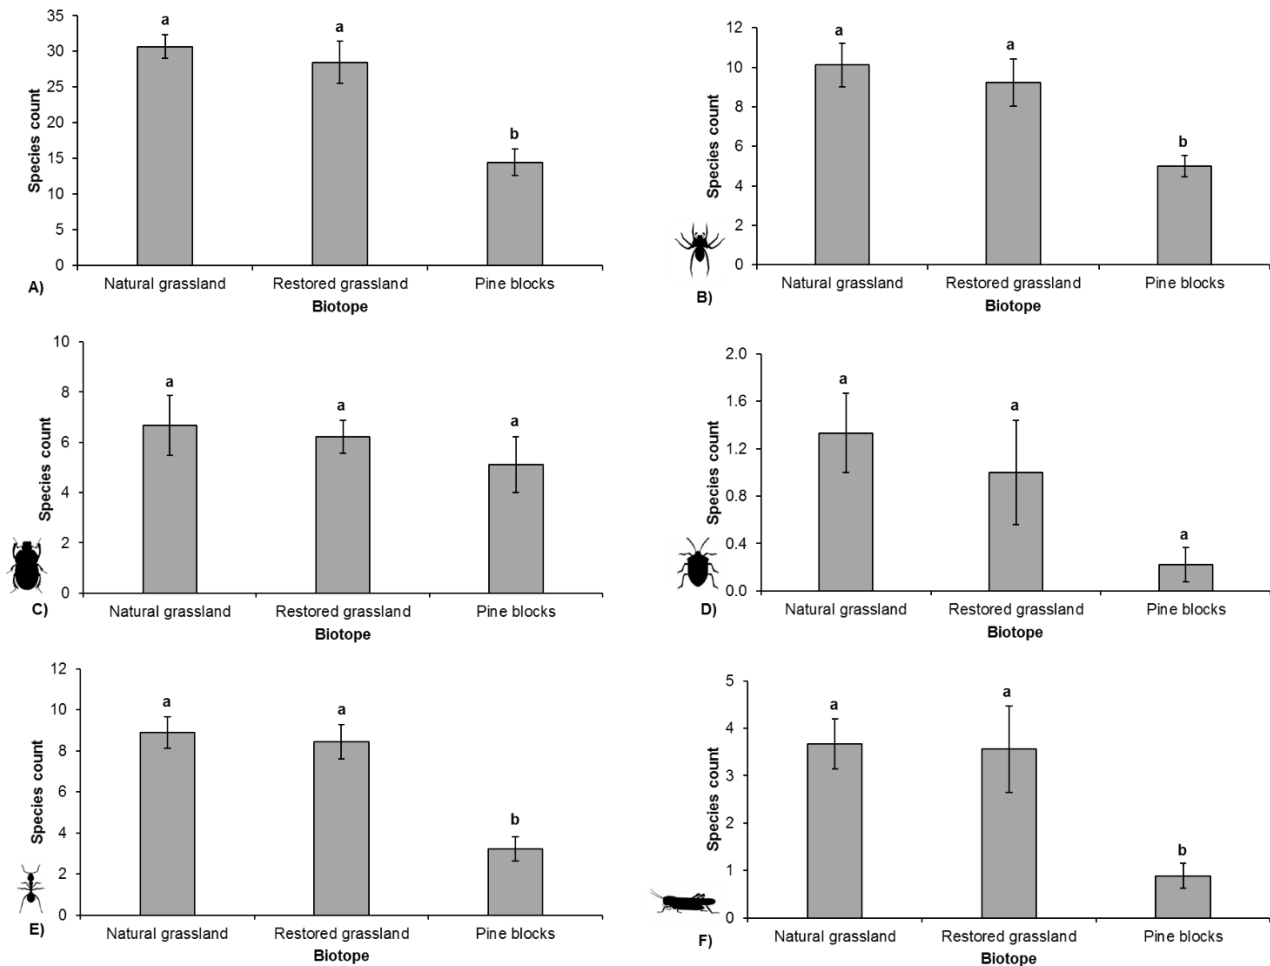 35
30
25
20
15
10
5
0
Species count
a
a
b
Natural grassland
Restored grassland
Pine blocks
Biotope
A)
12
10
8
6
4
2
0
Species count
a
a
b
Natural grassland
Restored grassland
Pine blocks
Biotope
B)
10
8
6
4
2
0
Species count
a
a
a
Natural grassland
Restored grassland
Pine blocks
Biotope
C)
2.0
1.6
1.2
0.8
0.4
0.0
Species count
a
a
a
Natural grassland
Restored grassland
Pine blocks
Biotope
D)
12
10
8
6
4
2
0
Species count
a
a
b
Natural grassland
Restored grassland
Pine blocks
Biotope
E)
5
4
3
2
1
0
Species count
a
a
b
Natural grassland
Restored grassland
Pine blocks
Biotope
F)